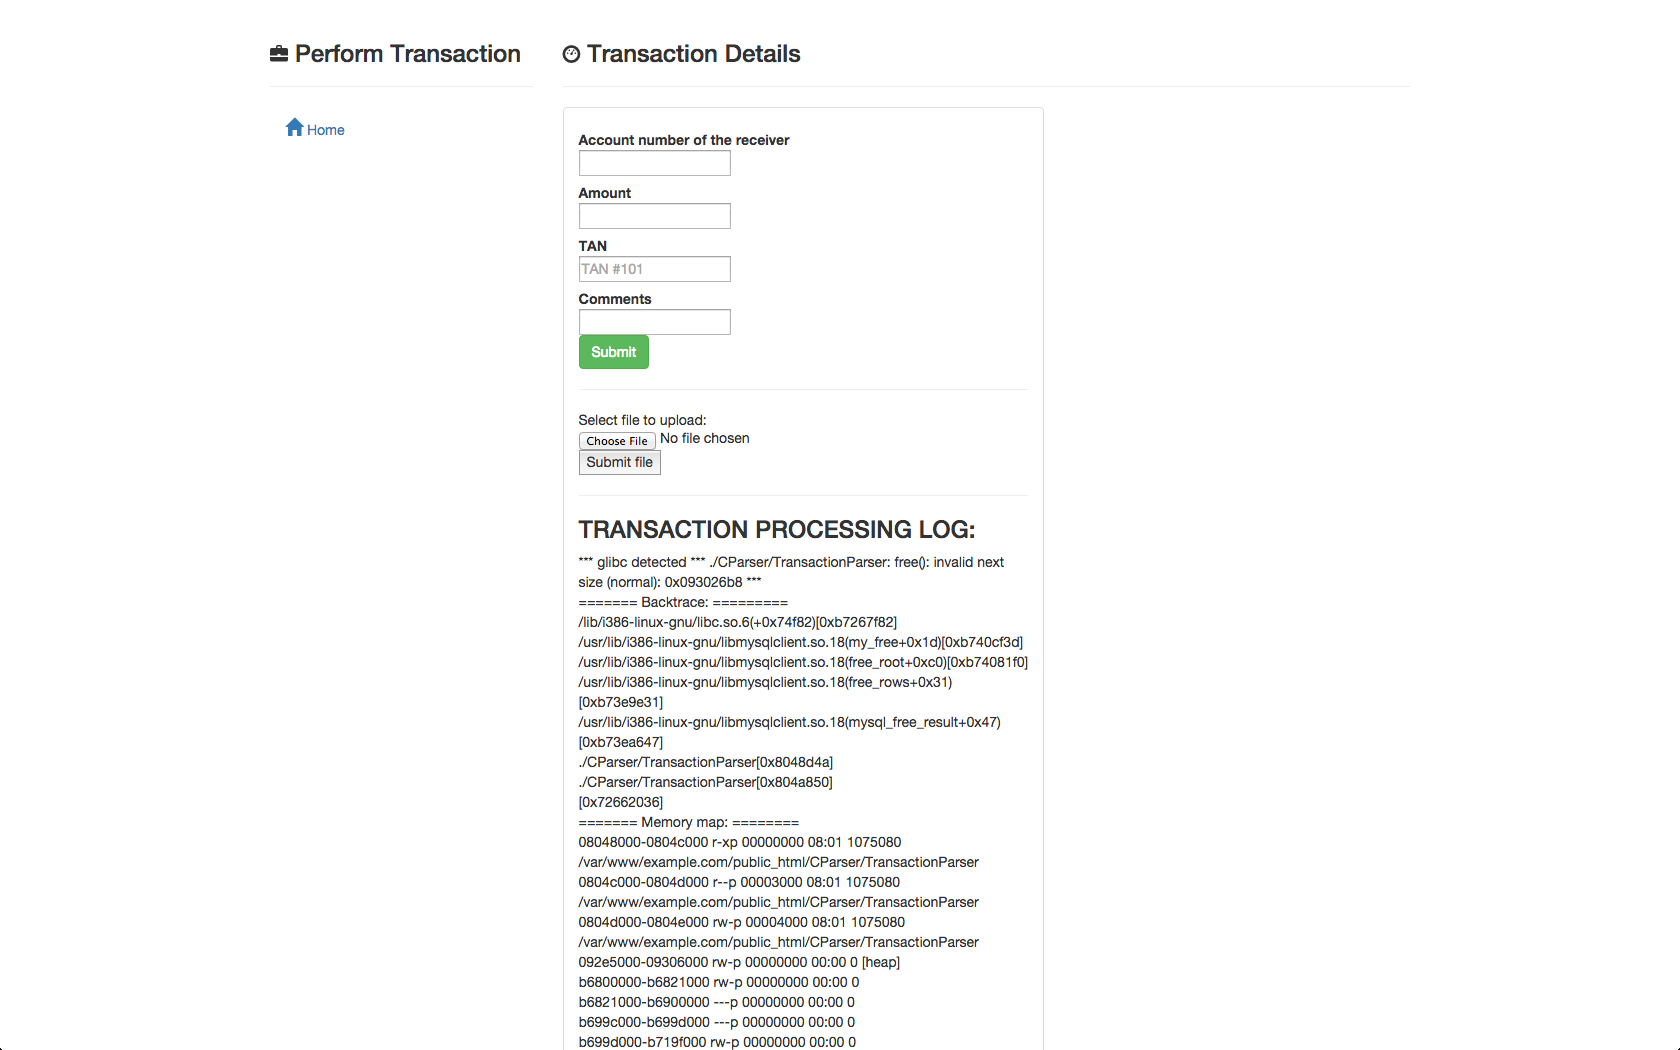 Perform Transaction
Transaction Details
Home
Account number of the receiver
Amount
TAN
TAN #101
Comments
Submit
Select file to upload:
Choose File No file chosen
Submit file
TRANSACTION PROCESSING LOG:
*** glibc detected *** ./CParser/TransactionParser: free(): invalid next
size (normal): 0x093026b8 ***
======= Backtrace: =========
/lib/i386-linux-gnu/libc.so.6(+0x74f82)[0xb7267f82]
/usr/lib/i386-linux-gnu/libmysqlclient.so.18(my_free+0x1d)[0xb740cf3d]
/usr/lib/i386-linux-gnu/libmysqlclient.so.18(free_root+0xc0)[0xb74081f0]
/usr/lib/i386-linux-gnu/libmysqlclient.so.18(free_rows+0x31)
[0xb73e9e31]
/usr/lib/i386-linux-gnu/libmysqlclient.so.18(mysql_free_result+0x47)
[0xb73ea647]
./CParser/TransactionParser[0x8048d4a]
./CParser/TransactionParser[0x804a850]
[0x72662036]
======= Memory map: ========
08048000-0804c000 r-xp 00000000 08:01 1075080
/var/www/example.com/public_html/CParser/TransactionParser
0804c000-0804d000 r--p 00003000 08:01 1075080
/var/www/example.com/public_html/CParser/TransactionParser
0804d000-0804e000 rw-p 00004000 08:01 1075080
/var/www/example.com/public_html/CParser/TransactionParser
092e5000-09306000 rw-p 00000000 00:00 0 [heap]
b6800000-b6821000 rw-p 00000000 00:00 0
b6821000-b6900000 ---p 00000000 00:00 0
b699c000-b699d000 ---p 00000000 00:00 0
b699d000-b719f000 rw-p 00000000 00:00 0